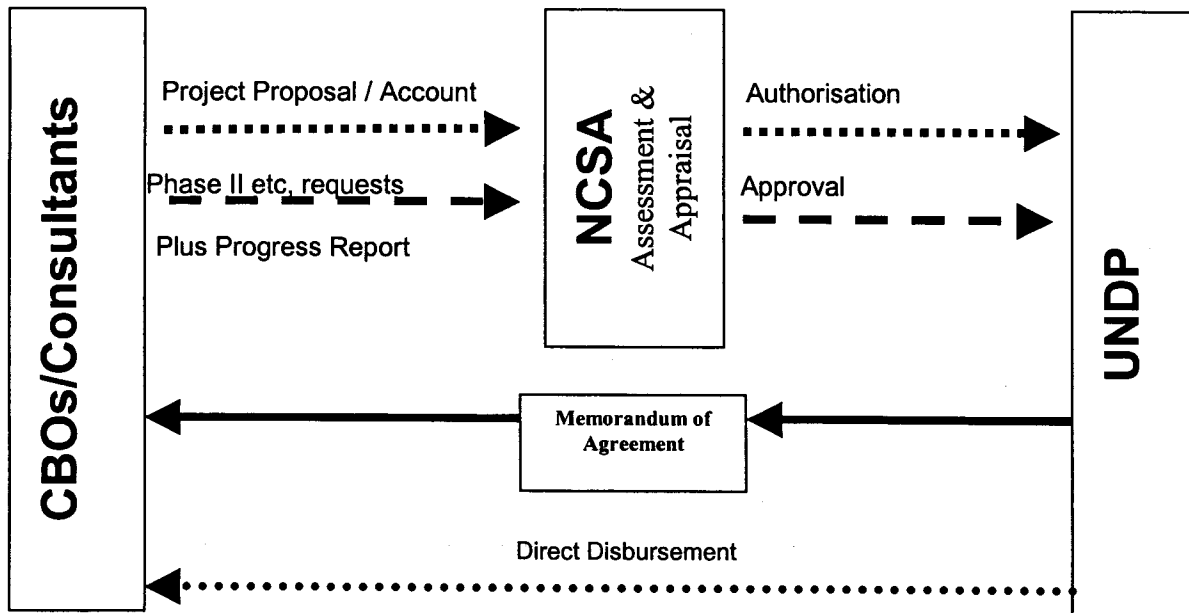 CBOs/Consultants
Project Proposal / Account
Phase II etc, requests
Plus Progress Report
NCSA
Assessment &
Appraisal
Authorisation
Approval
UNDP
Memorandum of
Agreement
Direct Disbursement